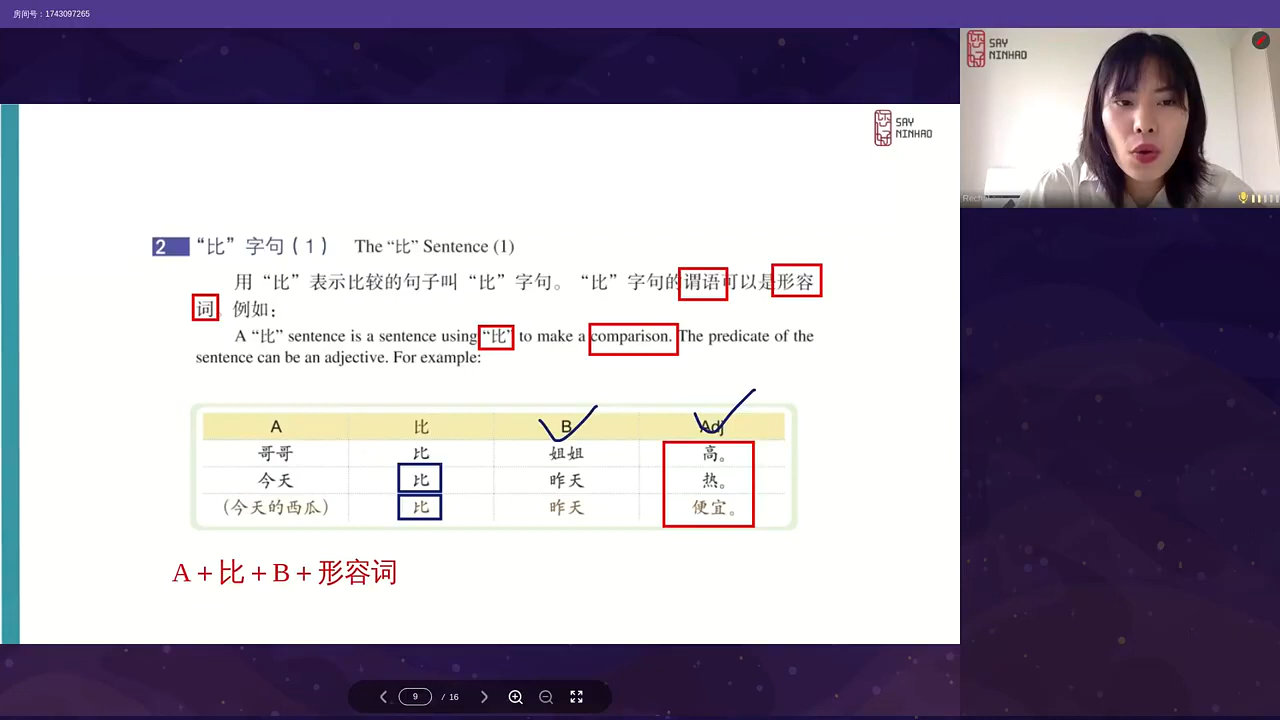 房间号：1743097265
SAY
NINHAO
SAY
NINHAO
2 “比”字句（1） The “比” Sentence (1)
用“比”表示比较的句子叫“比”字句。“比”字句的谓语可以是形容
词。例如：
A “比” sentence is a sentence using “比” to make a comparison. The predicate of the
sentence can be an adjective. For example:
A 比 B Adj
哥哥 比 姐姐 高。
今天 比 昨天 热。
（今天的西瓜） 比 昨天 便宜。
A＋比＋B＋形容词
9 / 16